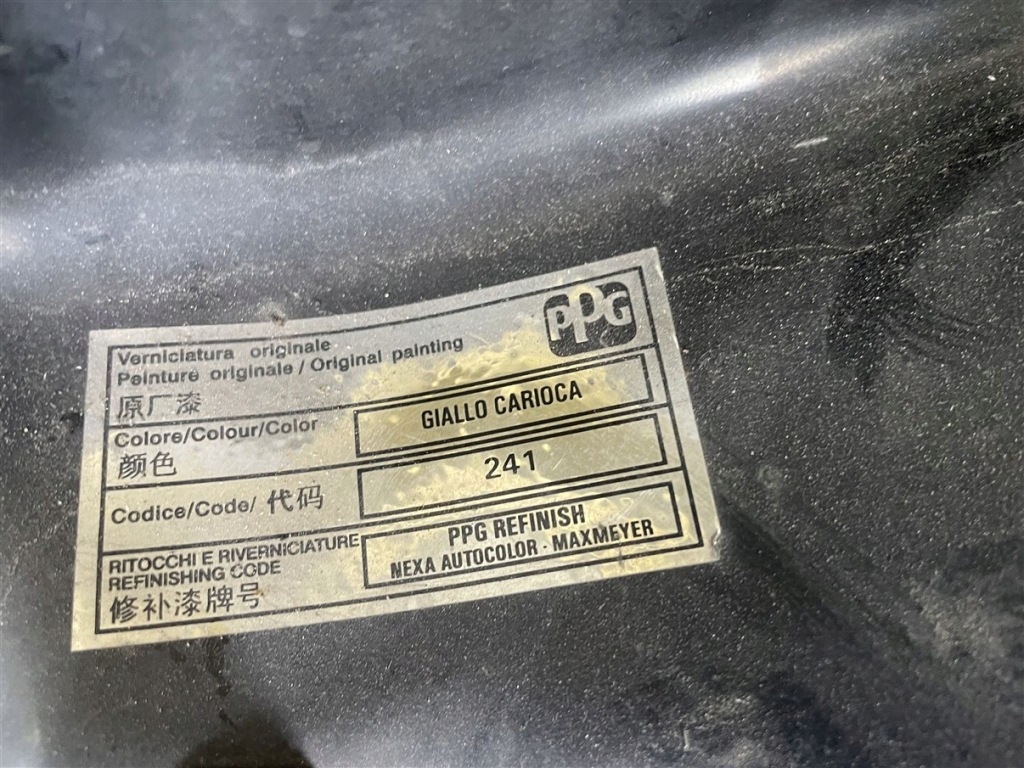 PPG
Verniciatura originale
Peinture originale / Original painting
原厂漆
Colore/Colour/Color
颜色
GIALLO CARIOCA
Codice/Code/ 代码
241
RITOCCHI E RIVERNICIATURE
REFINISHING CODE
修补漆牌号
PPG REFINISH
NEXA AUTOCOLOR - MAXMEYER